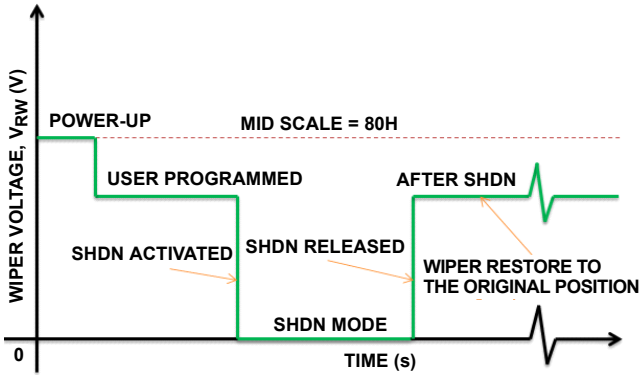 WIPER VOLTAGE, VRW (V)
POWER-UP
MID SCALE = 80H
USER PROGRAMMED
AFTER SHDN
SHDN ACTIVATED
SHDN RELEASED
WIPER RESTORE TO
THE ORIGINAL POSITION
SHDN MODE
0
TIME (s)